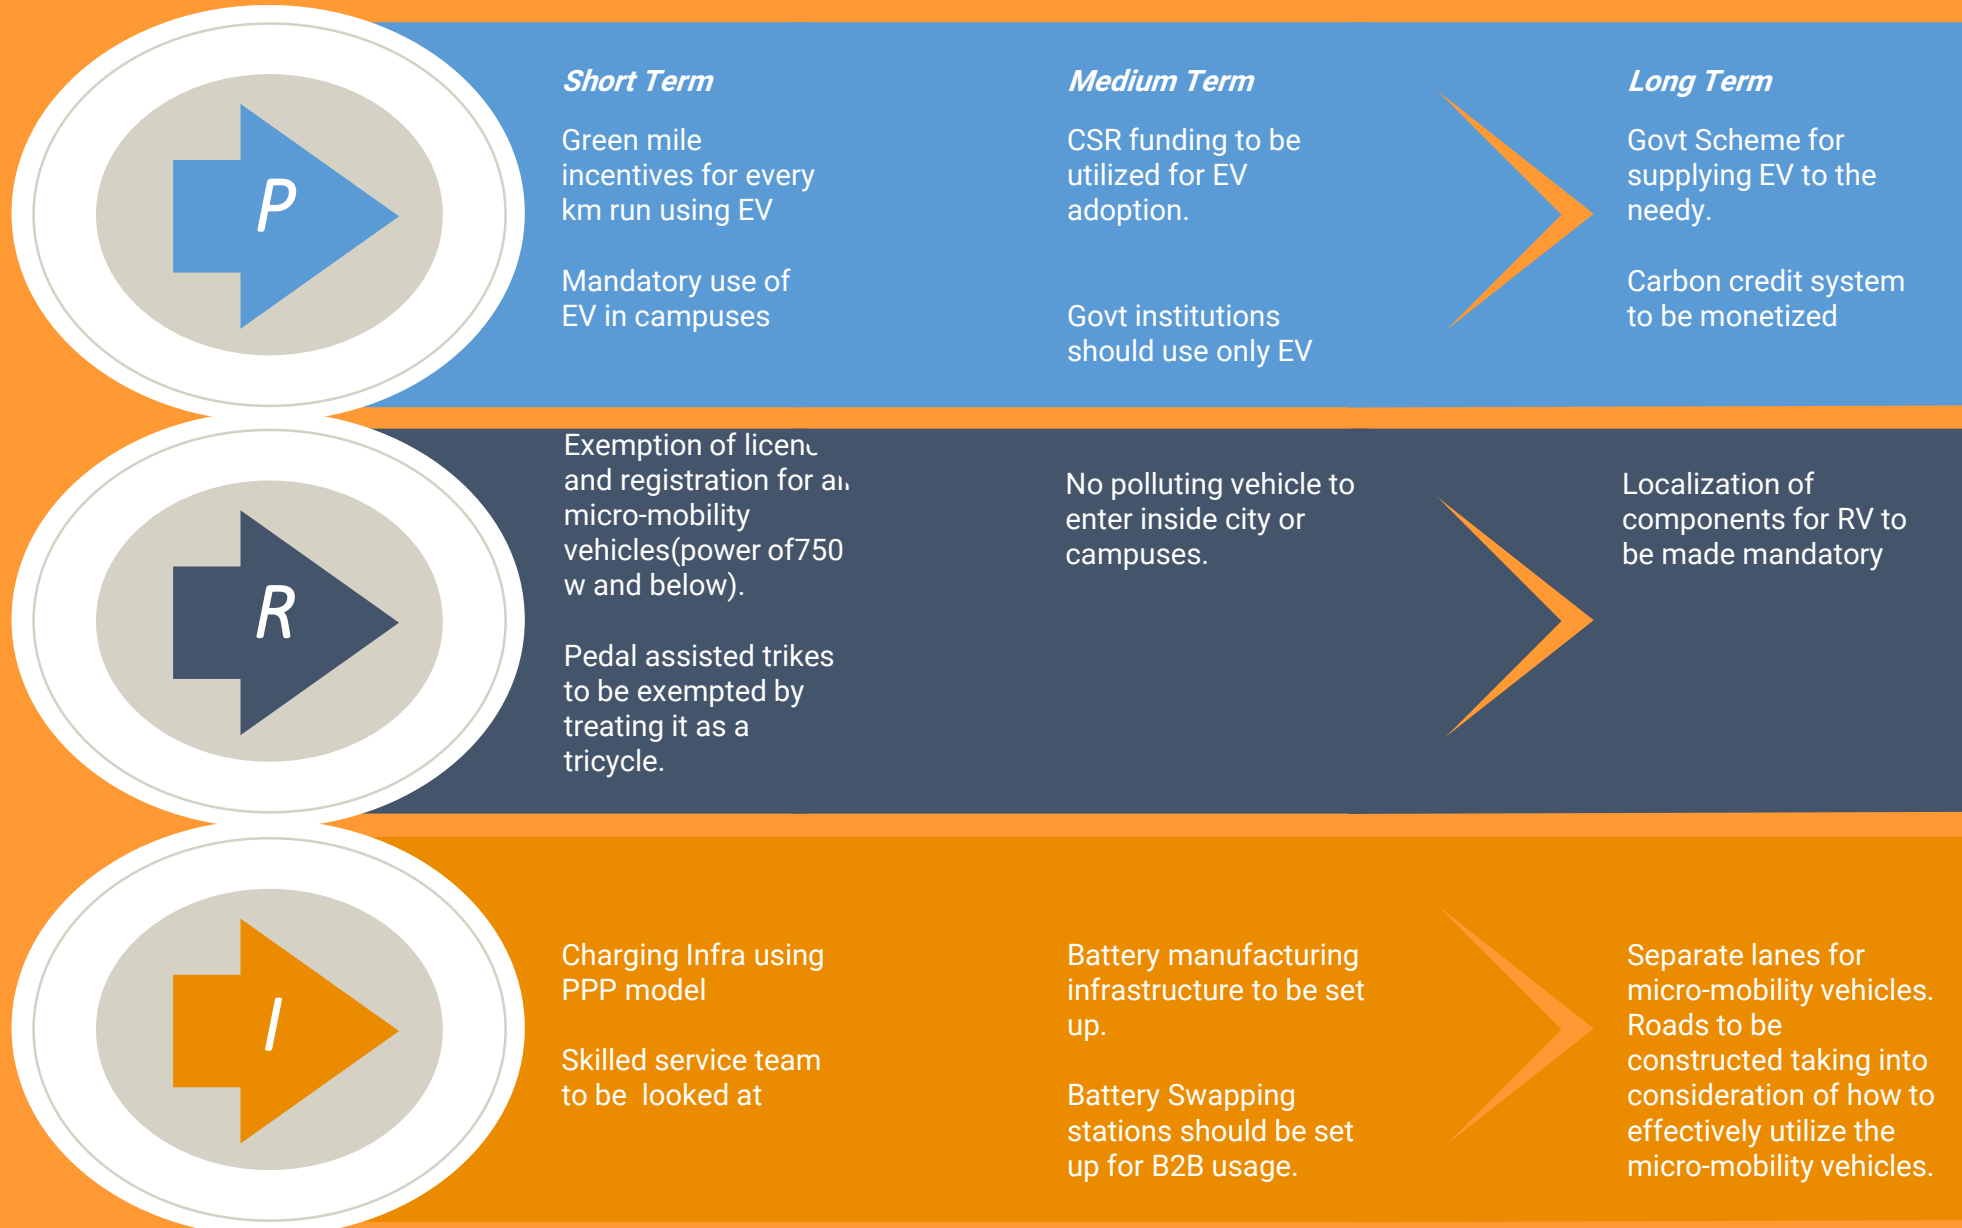 P
Short Term
Green mile
incentives for every
km run using EV
Mandatory use of
EV in campuses
Medium Term
CSR funding to be
utilized for EV
adoption.
Govt institutions
should use only EV
Long Term
Govt Scheme for
supplying EV to the
needy.
Carbon credit system
to be monetized
R
Exemption of
and registration for
micro-mobility
vehicles(power of750
w and below).
Pedal assisted trikes
to be exempted by
treating it as a
tricycle.
No polluting vehicle to
enter inside city or
campuses.
Localization of
components for RV to
be made mandatory
I
Charging Infra using
PPP model
Skilled service team
to be  looked at
Battery manufacturing
infrastructure to be set
up.
Battery Swapping
stations should be set
up for B2B usage.
Separate lanes for
micro-mobility vehicles.
Roads to be
constructed taking into
consideration of how to
effectively utilize the
micro-mobility vehicles.